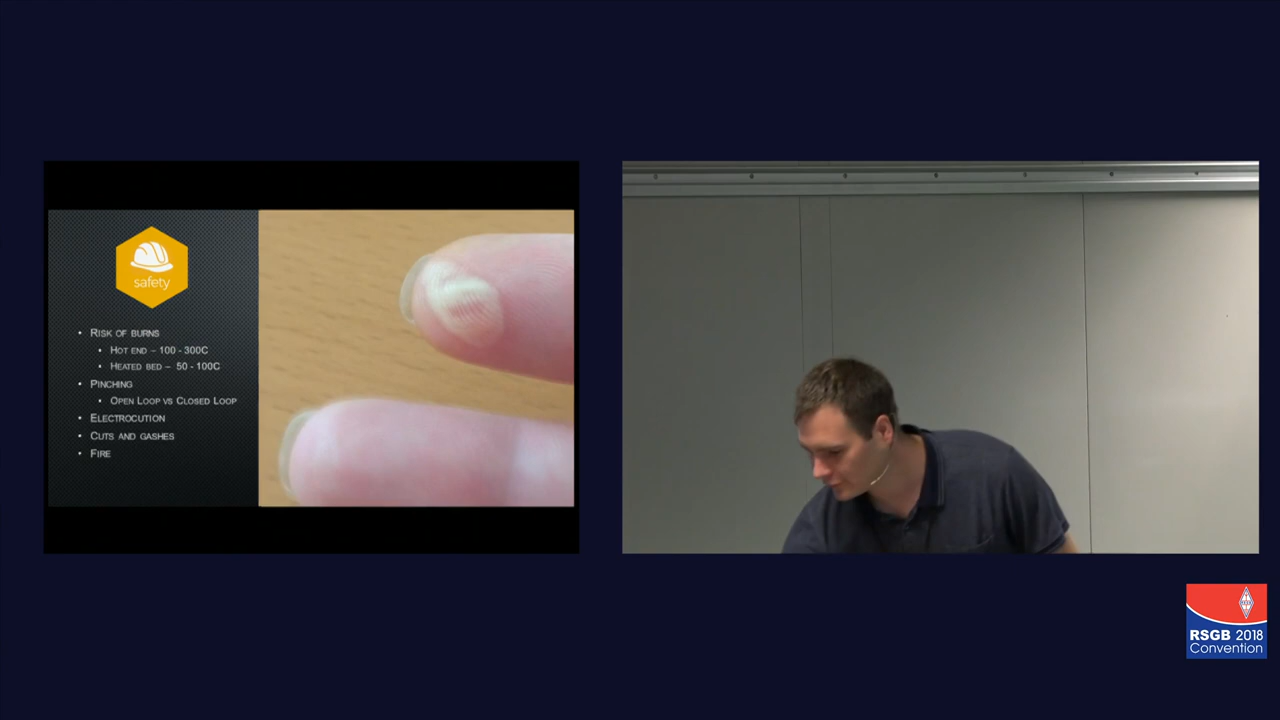 safety
• Risk of burns
• Hot end – 100 - 300C
• Heated bed – 50 - 100C
• Pinching
• Open Loop vs Closed Loop
• Electrocution
• Cuts and gashes
• Fire
RSGB 2018
Convention